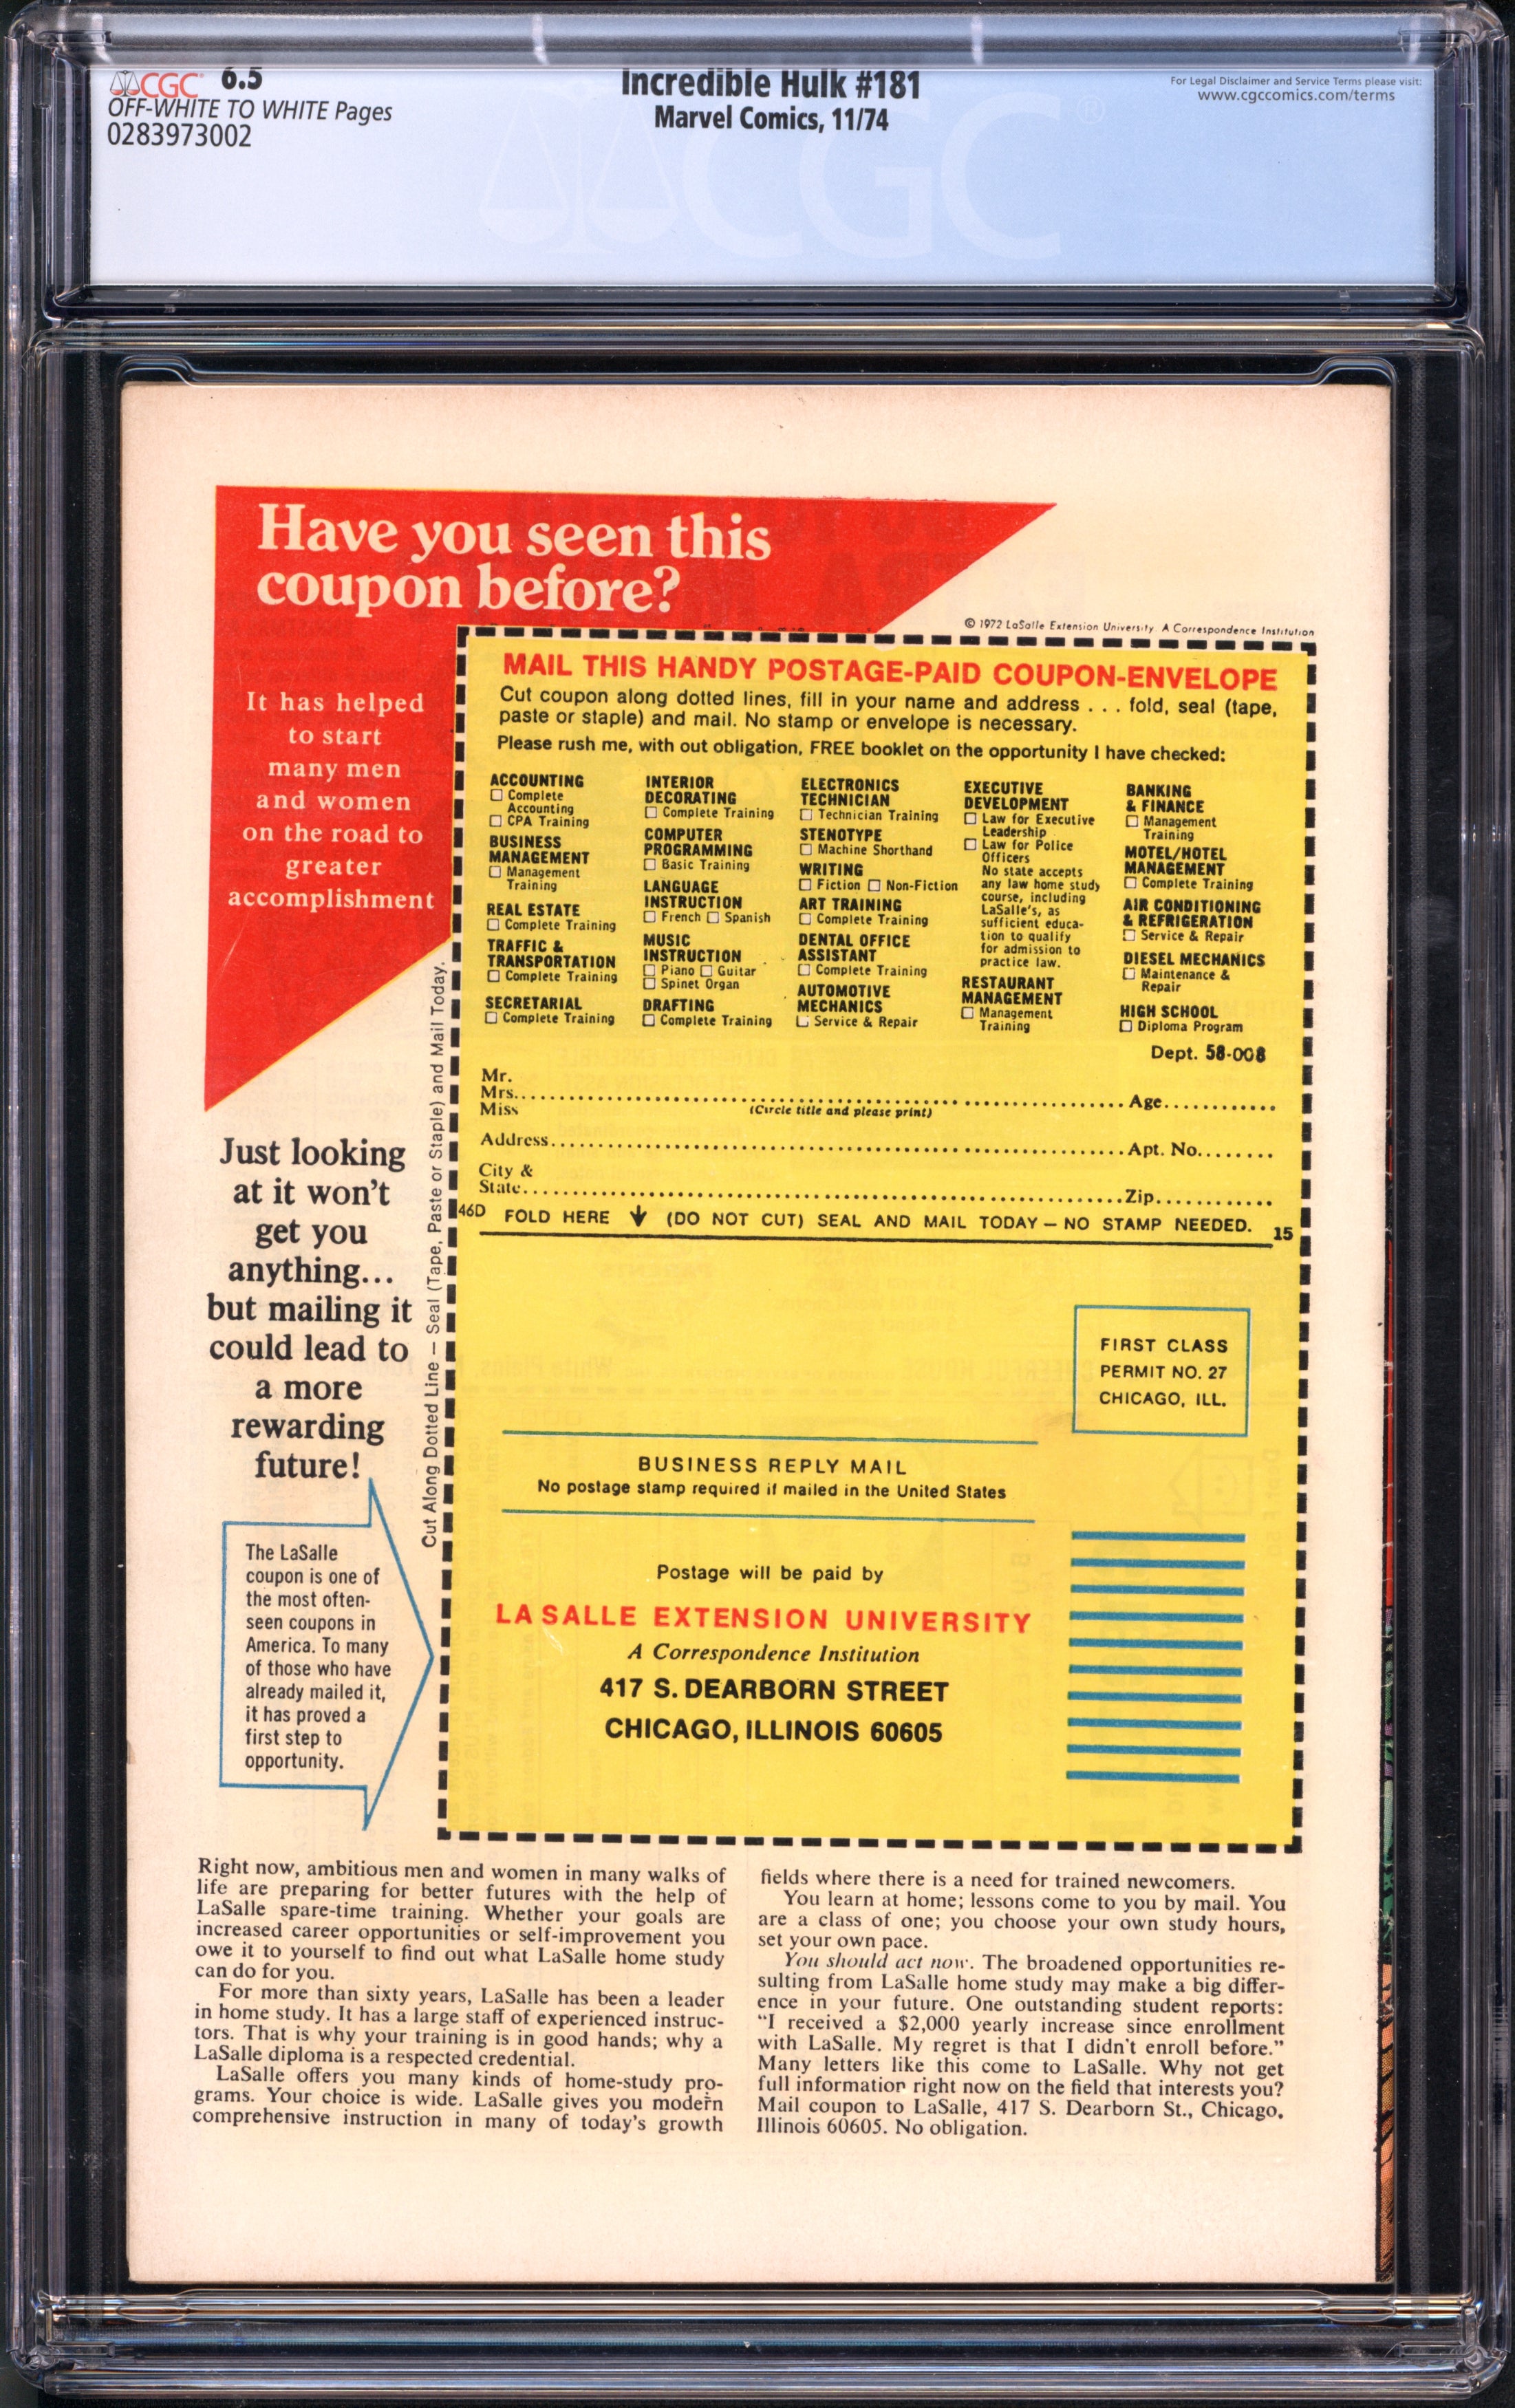 CGC 6.5
OFF-WHITE TO WHITE Pages
0283973002
Incredible Hulk #181
Marvel Comics, 11/74
For Legal Disclaimer and Service Terms please visit:
www.cgccomics.com/terms
CGC®
Have you seen this
coupon before?
It has helped
to start
many men
and women
on the road to
greater
accomplishment
Just looking
at it won't
get you
anything...
but mailing it
could lead to
a more
rewarding
future!
The LaSalle
coupon is one of
the most often-
seen coupons in
America. To many
of those who have
already mailed it,
it has proved a
first step to
opportunity.
Cut Along Dotted Line — Seal (Tape, Paste or Staple) and Mail Today.
© 1972 LaSalle Extension University. A Correspondence Institution
MAIL THIS HANDY POSTAGE-PAID COUPON-ENVELOPE
Cut coupon along dotted lines, fill in your name and address . . . fold, seal (tape,
paste or staple) and mail. No stamp or envelope is necessary.
Please rush me, with out obligation, FREE booklet on the opportunity I have checked:
ACCOUNTING
☐ Complete
Accounting
☐ CPA Training
BUSINESS
MANAGEMENT
☐ Management
Training
REAL ESTATE
☐ Complete Training
TRAFFIC &
TRANSPORTATION
☐ Complete Training
SECRETARIAL
☐ Complete Training
INTERIOR
DECORATING
☐ Complete Training
COMPUTER
PROGRAMMING
☐ Basic Training
LANGUAGE
INSTRUCTION
☐ French ☐ Spanish
MUSIC
INSTRUCTION
☐ Piano ☐ Guitar
☐ Spinet Organ
DRAFTING
☐ Complete Training
ELECTRONICS
TECHNICIAN
☐ Technician Training
STENOTYPE
☐ Machine Shorthand
WRITING
☐ Fiction ☐ Non-Fiction
ART TRAINING
☐ Complete Training
DENTAL OFFICE
ASSISTANT
☐ Complete Training
AUTOMOTIVE
MECHANICS
☐ Service & Repair
EXECUTIVE
DEVELOPMENT
☐ Law for Executive
Leadership
☐ Law for Police
Officers
No state accepts
any law home study
course, including
LaSalle's, as
sufficient educa-
tion to qualify
for admission to
practice law.
RESTAURANT
MANAGEMENT
☐ Management
Training
BANKING
& FINANCE
☐ Management
Training
MOTEL/HOTEL
MANAGEMENT
☐ Complete Training
AIR CONDITIONING
& REFRIGERATION
☐ Service & Repair
DIESEL MECHANICS
☐ Maintenance &
Repair
HIGH SCHOOL
☐ Diploma Program
Dept. 58-008
Mr.
Mrs. Age
Miss (Circle title and please print)
Address Apt. No.
City &
State Zip
46D FOLD HERE ↓ (DO NOT CUT) SEAL AND MAIL TODAY — NO STAMP NEEDED. 15
FIRST CLASS
PERMIT NO. 27
CHICAGO, ILL.
BUSINESS REPLY MAIL
No postage stamp required if mailed in the United States
Postage will be paid by
LA SALLE EXTENSION UNIVERSITY
A Correspondence Institution
417 S. DEARBORN STREET
CHICAGO, ILLINOIS 60605
Right now, ambitious men and women in many walks of
life are preparing for better futures with the help of
LaSalle spare-time training. Whether your goals are
increased career opportunities or self-improvement you
owe it to yourself to find out what LaSalle home study
can do for you.
For more than sixty years, LaSalle has been a leader
in home study. It has a large staff of experienced instruc-
tors. That is why your training is in good hands; why a
LaSalle diploma is a respected credential.
LaSalle offers you many kinds of home-study pro-
grams. Your choice is wide. LaSalle gives you modern
comprehensive instruction in many of today's growth
fields where there is a need for trained newcomers.
You learn at home; lessons come to you by mail. You
are a class of one; you choose your own study hours,
set your own pace.
You should act now. The broadened opportunities re-
sulting from LaSalle home study may make a big differ-
ence in your future. One outstanding student reports:
"I received a $2,000 yearly increase since enrollment
with LaSalle. My regret is that I didn't enroll before."
Many letters like this come to LaSalle. Why not get
full information right now on the field that interests you?
Mail coupon to LaSalle, 417 S. Dearborn St., Chicago,
Illinois 60605. No obligation.